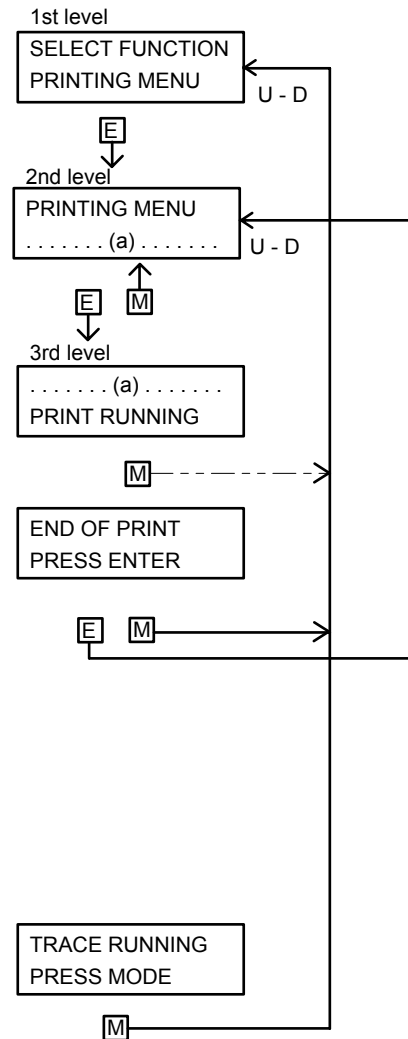 1st level
SELECT FUNCTION
PRINTING MENU
U - D
E
2nd level
PRINTING MENU
. . . . . . . (a) . . . . . . .
U - D
E M
3rd level
. . . . . . . (a) . . . . . . .
PRINT RUNNING
M
END OF PRINT
PRESS ENTER
E M
TRACE RUNNING
PRESS MODE
M